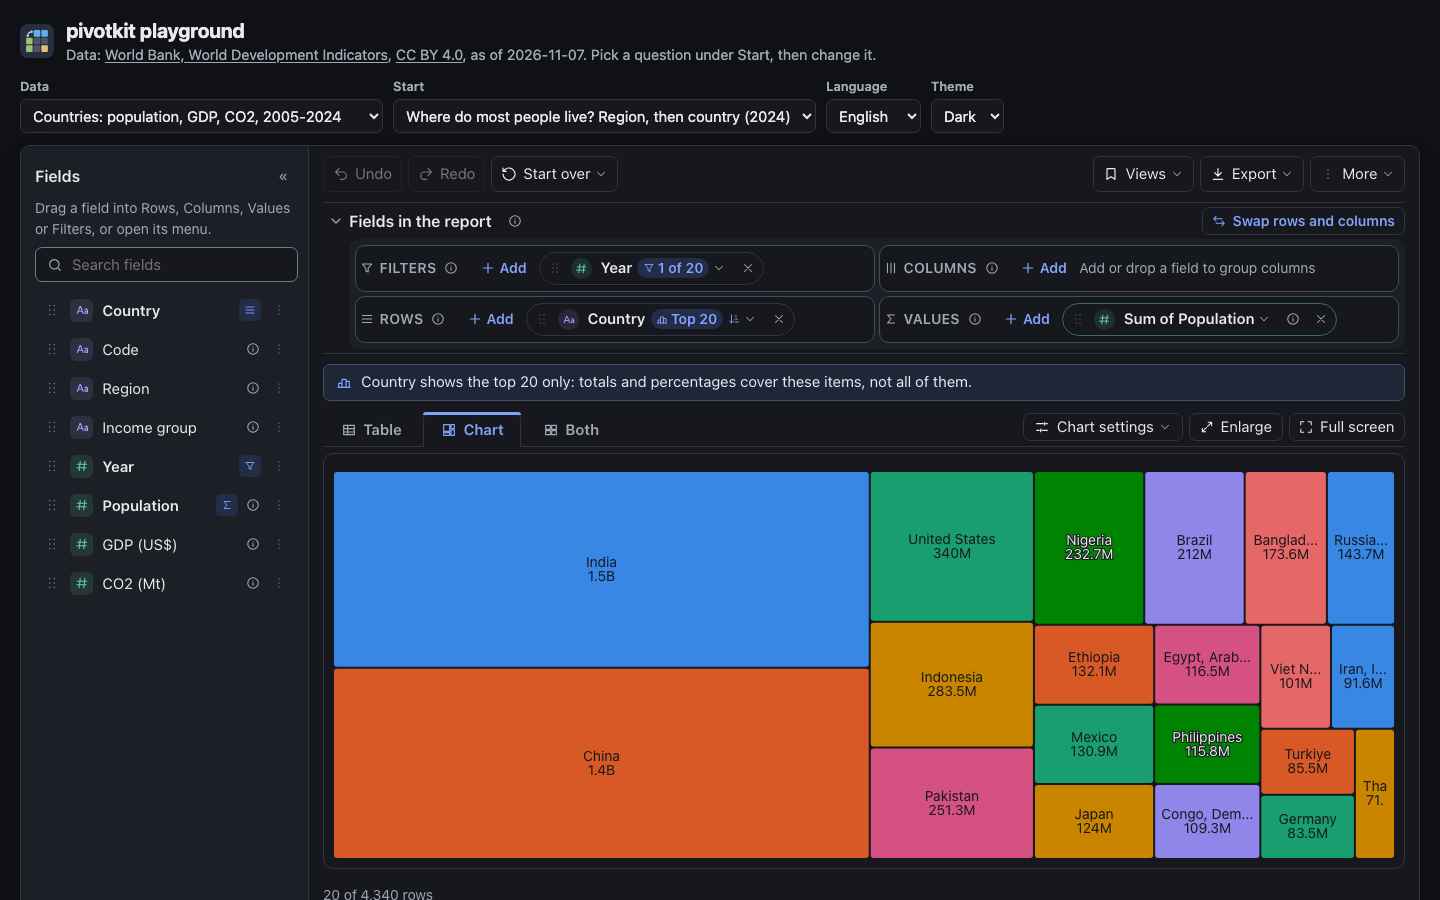 pivotkit playground
Data: World Bank, World Development Indicators, CC BY 4.0, as of 2026-11-07. Pick a question under Start, then change it.
Data
Start
Language
Theme
Countries: population, GDP, CO2, 2005-2024
Where do most people live? Region, then country (2024)
English
Dark
Fields
«
Drag a field into Rows, Columns, Values
or Filters, or open its menu.
Search fields
Aa Country
Aa Code
Aa Region
Aa Income group
# Year
# Population Σ
# GDP (US$)
# CO2 (Mt)
Undo
Redo
Start over
Views
Export
More
Fields in the report
Swap rows and columns
FILTERS
+ Add
# Year 1 of 20
COLUMNS
+ Add
Add or drop a field to group columns
ROWS
+ Add
Aa Country Top 20
Σ VALUES
+ Add
# Sum of Population
Country shows the top 20 only: totals and percentages cover these items, not all of them.
Table
Chart
Both
Chart settings
Enlarge
Full screen
India
1.5B
China
1.4B
United States
340M
Indonesia
283.5M
Pakistan
251.3M
Nigeria
232.7M
Brazil
212M
Banglad...
173.6M
Russia...
143.7M
Ethiopia
132.1M
Egypt, Arab...
116.5M
Viet N...
101M
Iran, I...
91.6M
Mexico
130.9M
Philippines
115.8M
Turkiye
85.5M
Tha
71.
Japan
124M
Congo, Dem...
109.3M
Germany
83.5M
20 of 4,340 rows